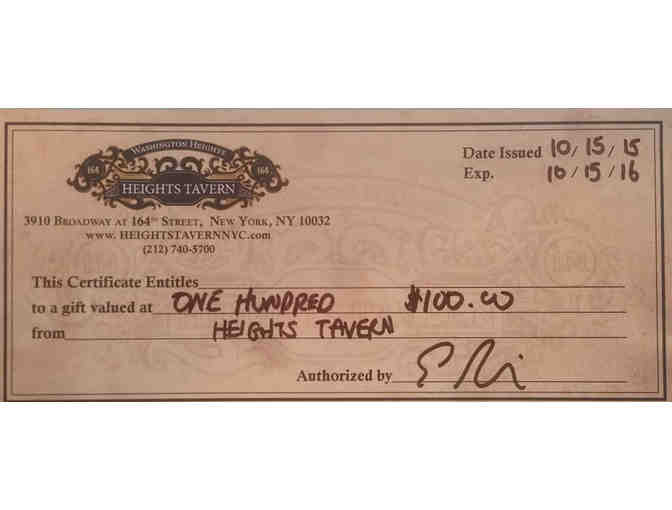 WASHINGTON HEIGHTS
164 164
HEIGHTS TAVERN
Date Issued 10/15/15
Exp. 10/15/16
3910 BROADWAY AT 164TH STREET, NEW YORK, NY 10032
WWW. HEIGHTSTAVERNNYC.com
(212) 740-5700
This Certificate Entitles
to a gift valued at ONE HUNDRED $100.00
from HEIGHTS TAVERN
Authorized by